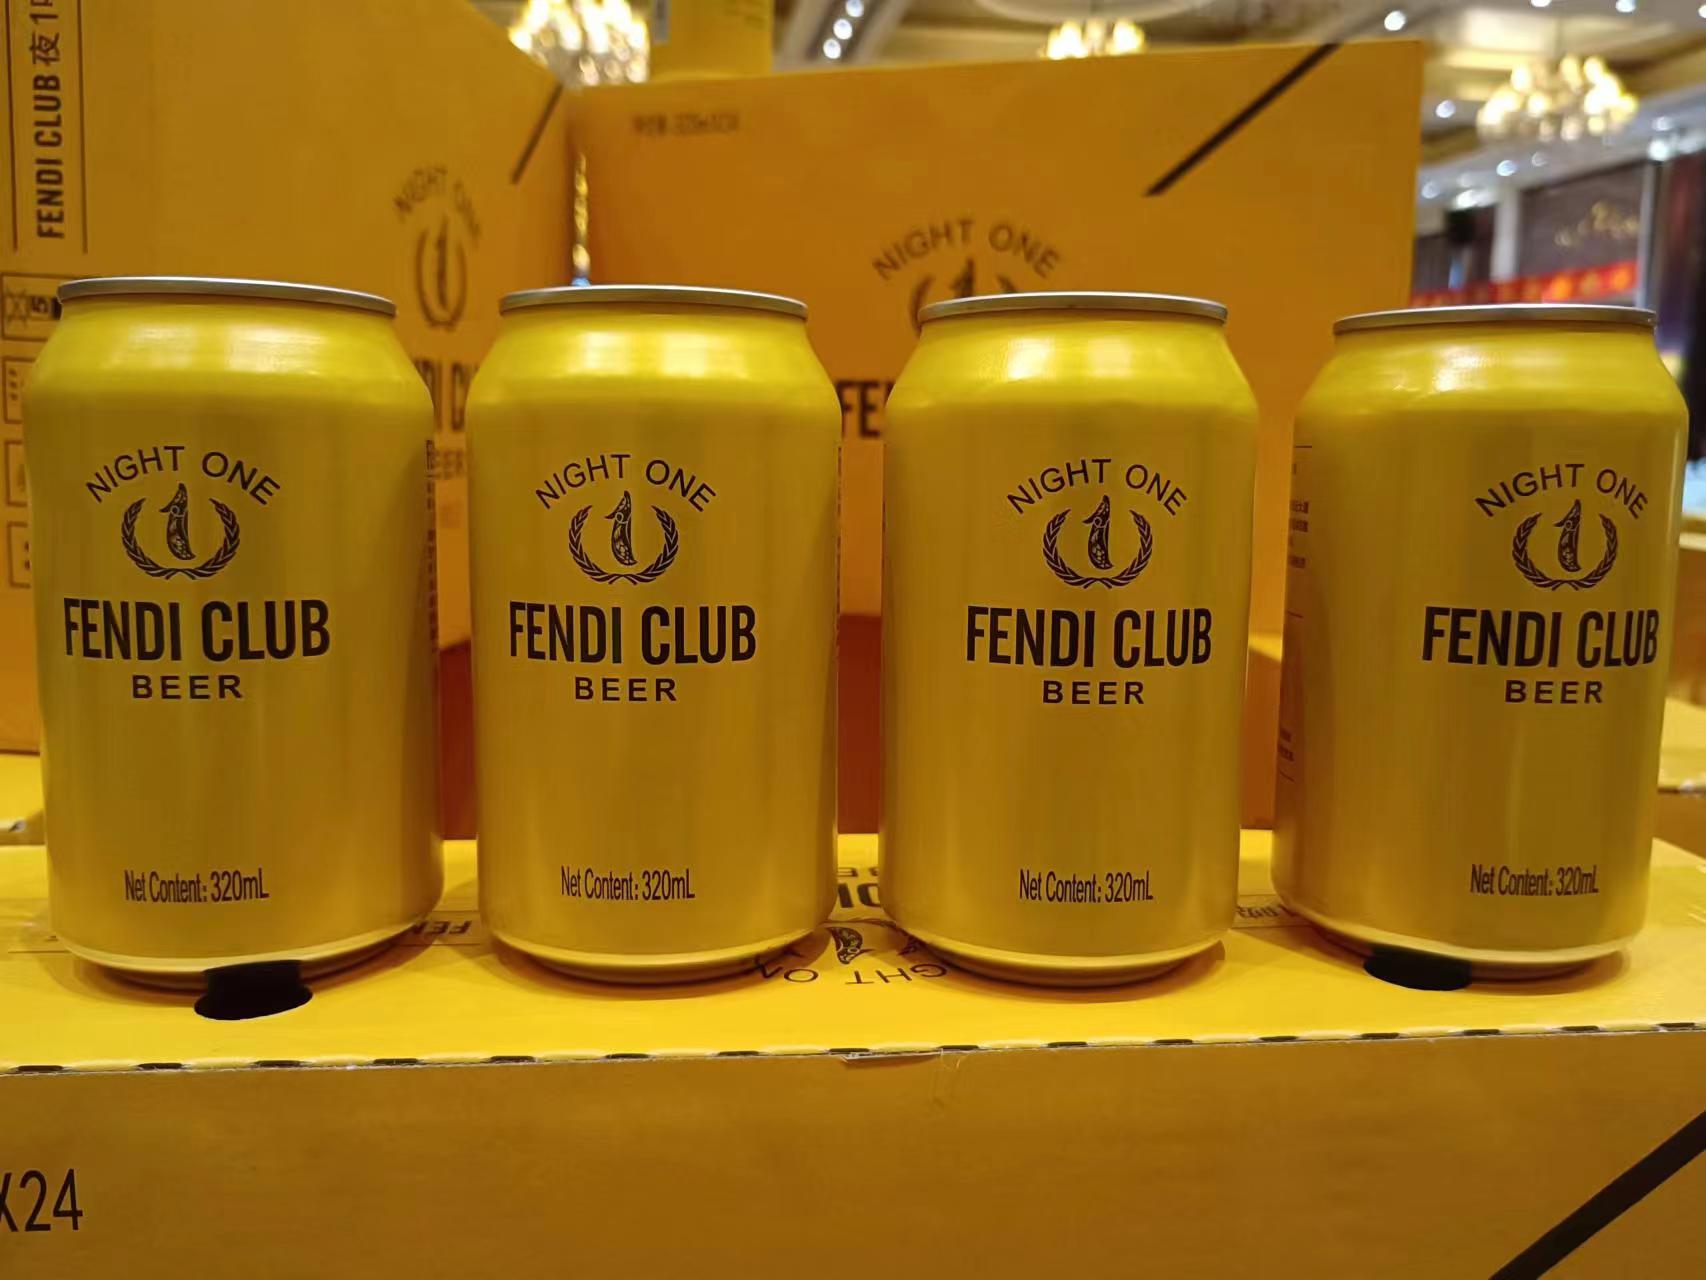 FENDI CLUB 夜
NIGHT ONE
NIGHT ONE
NIGHT ONE
FENDI CLUB
BEER
Net Content: 320mL
NIGHT ONE
FENDI CLUB
BEER
Net Content: 320mL
NIGHT ONE
FENDI CLUB
BEER
Net Content: 320mL
NIGHT ONE
FENDI CLUB
BEER
Net Content: 320mL
X24